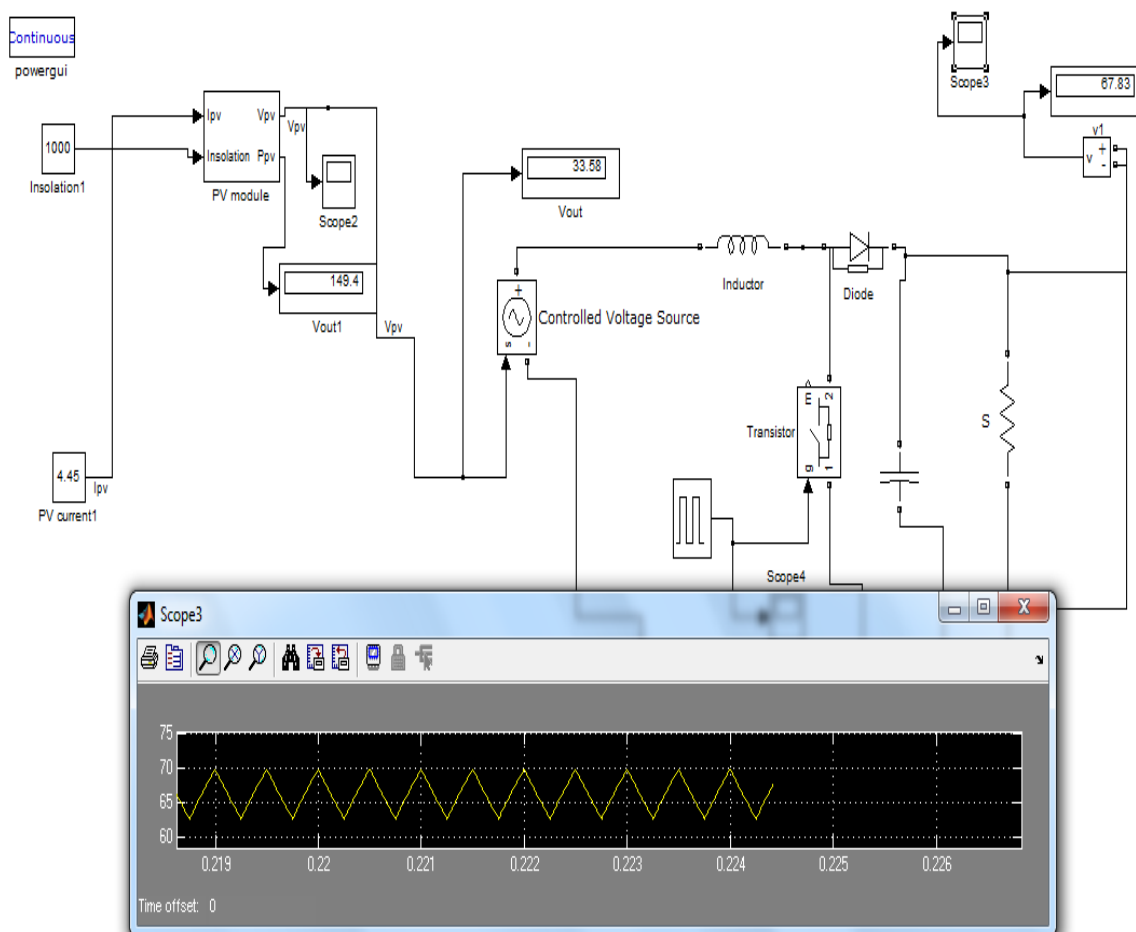 Continuous
powergui
Scope3
67.83
v1
v
+
-
1000
Insolation1
Ipv
Vpv
Insolation
Ppv
PV module
Vpv
Scope2
33.58
Vout
149.4
Vout1
Vpv
+
s
-
Controlled Voltage Source
Inductor
Diode
m
2
g
1
Transistor
S
4.45
Ipv
PV current1
Scope4
Scope3
X
75
70
65
60
0.219
0.22
0.221
0.222
0.223
0.224
0.225
0.226
Time offset: 0